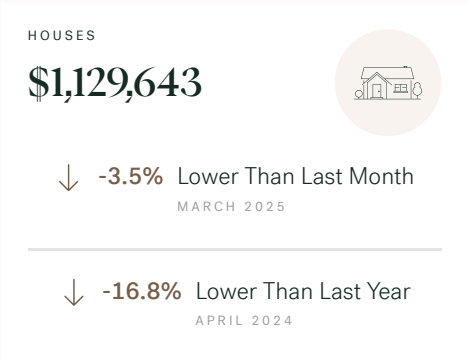 HOUSES
$1,129,643
-3.5% Lower Than Last Month
MARCH 2025
-16.8% Lower Than Last Year
APRIL 2024